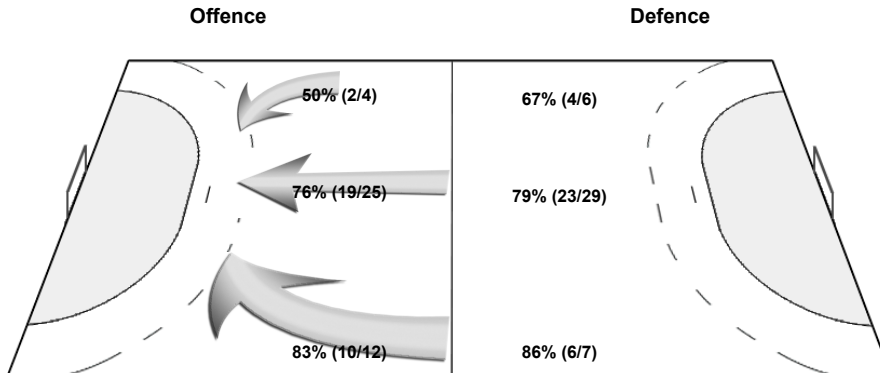 Offence Defence
50% (2/4) 67% (4/6)
76% (19/25) 79% (23/29)
83% (10/12) 86% (6/7)